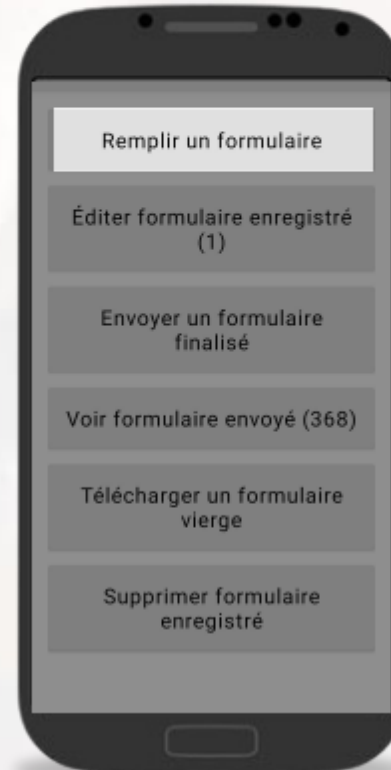 Remplir un formulaire
Éditer formulaire enregistré
(1)
Envoyer un formulaire
finalisé
Voir formulaire envoyé (368)
Télécharger un formulaire
vierge
Supprimer formulaire
enregistré